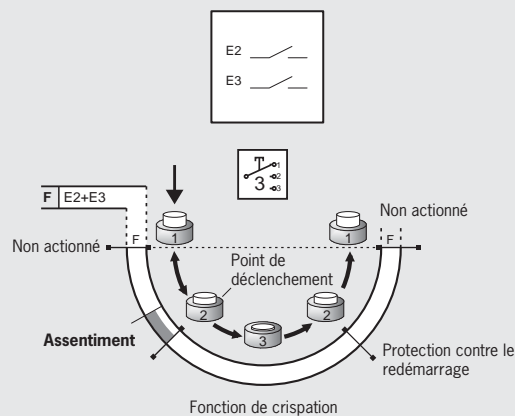 E2
E3
1
2
3
3
F E2+E3
Non actionné
F
1
1
F
Non actionné
Point de
déclenchement
2
3
2
Assentiment
Protection contre le
redémarrage
Fonction de crispation